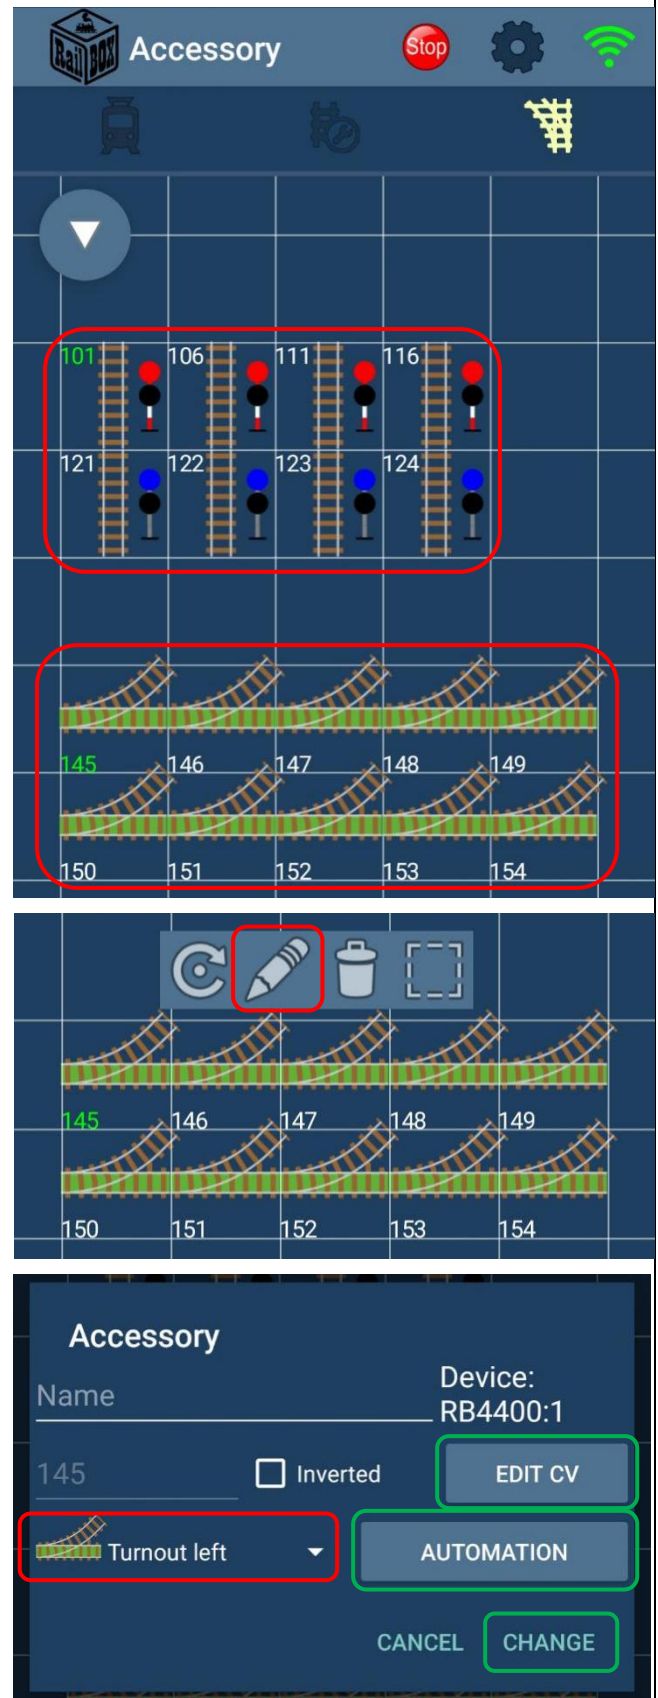 Rail BOX
Accessory
Stop
101 106 111 116
121 122 123 124
145 146 147 148 149
150 151 152 153 154
145 146 147 148 149
150 151 152 153 154
Accessory
Name
Device:
RB4400:1
145
Inverted
EDIT CV
Turnout left
AUTOMATION
CANCEL
CHANGE